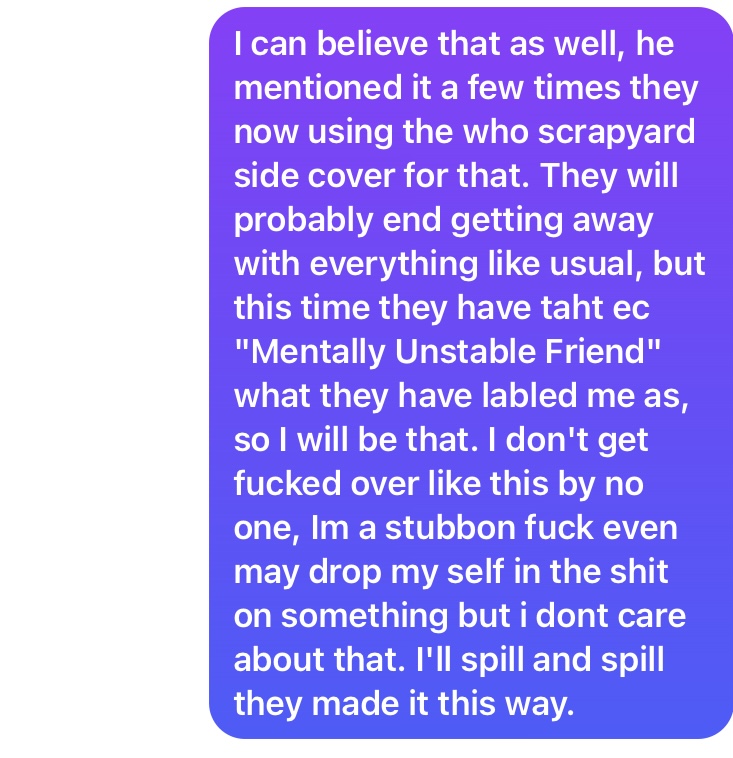 I can believe that as well, he
mentioned it a few times they
now using the who scrapyard
side cover for that. They will
probably end getting away
with everything like usual, but
this time they have taht ec
"Mentally Unstable Friend"
what they have labled me as,
so I will be that. I don't get
fucked over like this by no
one, Im a stubbon fuck even
may drop my self in the shit
on something but i dont care
about that. I'll spill and spill
they made it this way.